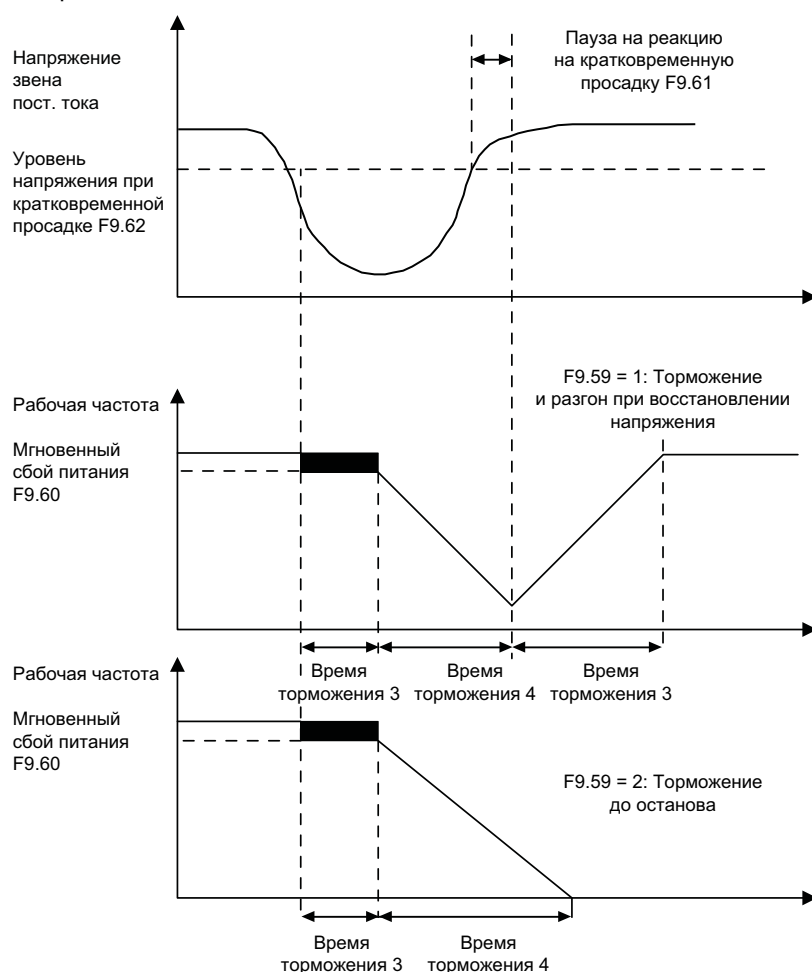 Напряжение
звена
пост. тока
Пауза на реакцию
на кратковременную
просадку F9.61
Уровень
напряжения при
кратковременной
просадке F9.62
F9.59 = 1: Торможение
и разгон при восстановлении
напряжения
Рабочая частота
Мгновенный
сбой питания
F9.60
Время
торможения 3
Время
торможения 4
Время
торможения 3
Рабочая частота
Мгновенный
сбой питания
F9.60
F9.59 = 2: Торможение
до останова
Время
торможения 3
Время
торможения 4